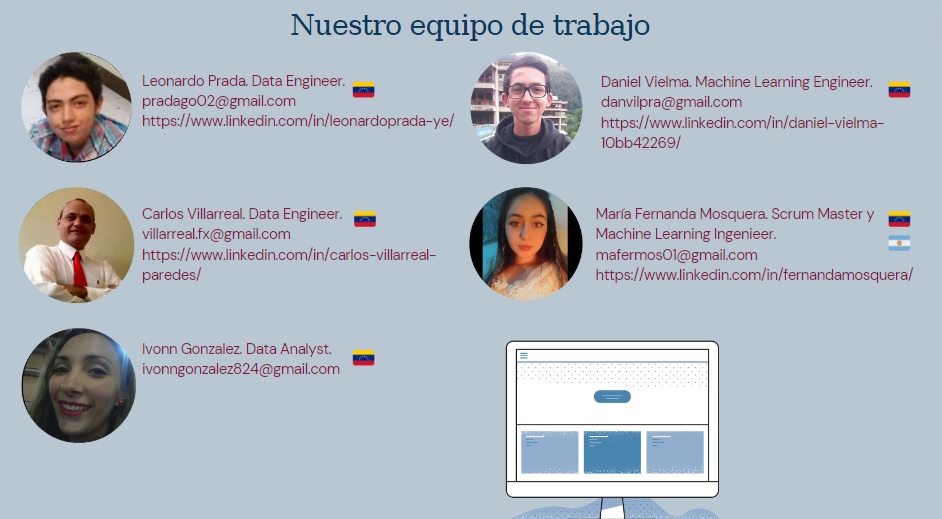 Nuestro equipo de trabajo
Leonardo Prada. Data Engineer.
pradago02@gmail.com
https://www.linkedin.com/in/leonardoprada-ye/
Daniel Vielma. Machine Learning Engineer.
danvilpra@gmail.com
https://www.linkedin.com/in/daniel-vielma-
10bb42269/
Carlos Villarreal. Data Engineer.
villarreal.fx@gmail.com
https://www.linkedin.com/in/carlos-villarreal-
paredes/
María Fernanda Mosquera. Scrum Master y
Machine Learning Ingenieer.
mafermos01@gmail.com
https://www.linkedin.com/in/fernandamosquera/
Ivonn Gonzalez. Data Analyst.
ivonngonzalez824@gmail.com